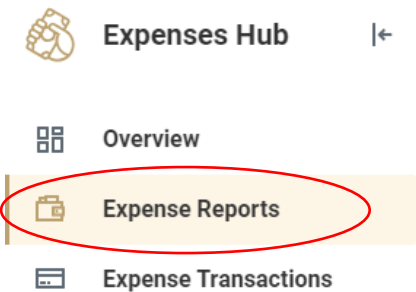 Expenses Hub
Overview
Expense Reports
Expense Transactions